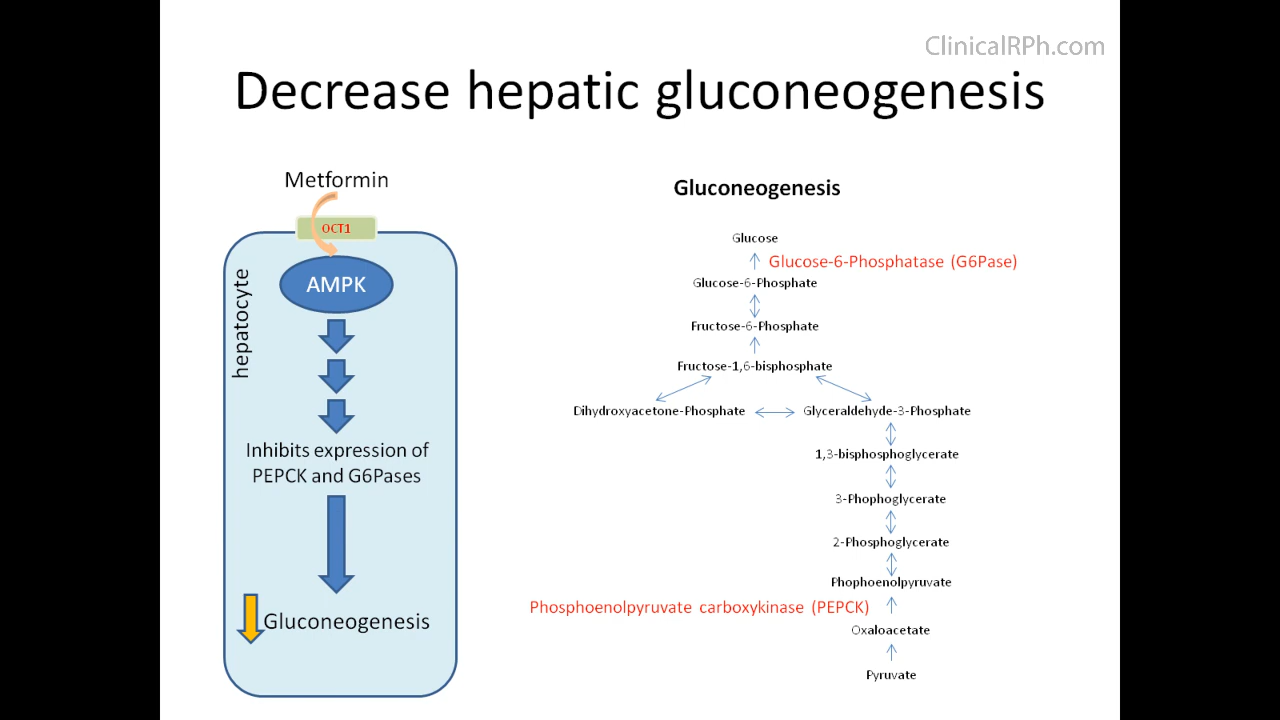 ClinicalRPh.com
Decrease hepatic gluconeogenesis
Metformin
OCT1
hepatocyte
AMPK
Inhibits expression of
PEPCK and G6Pases
Gluconeogenesis
Gluconeogenesis
Glucose
Glucose-6-Phosphatase (G6Pase)
Glucose-6-Phosphate
Fructose-6-Phosphate
Fructose-1,6-bisphosphate
Dihydroxyacetone-Phosphate
Glyceraldehyde-3-Phosphate
1,3-bisphosphoglycerate
3-Phophoglycerate
2-Phosphoglycerate
Phophoenolpyruvate
Phosphoenolpyruvate carboxykinase (PEPCK)
Oxaloacetate
Pyruvate